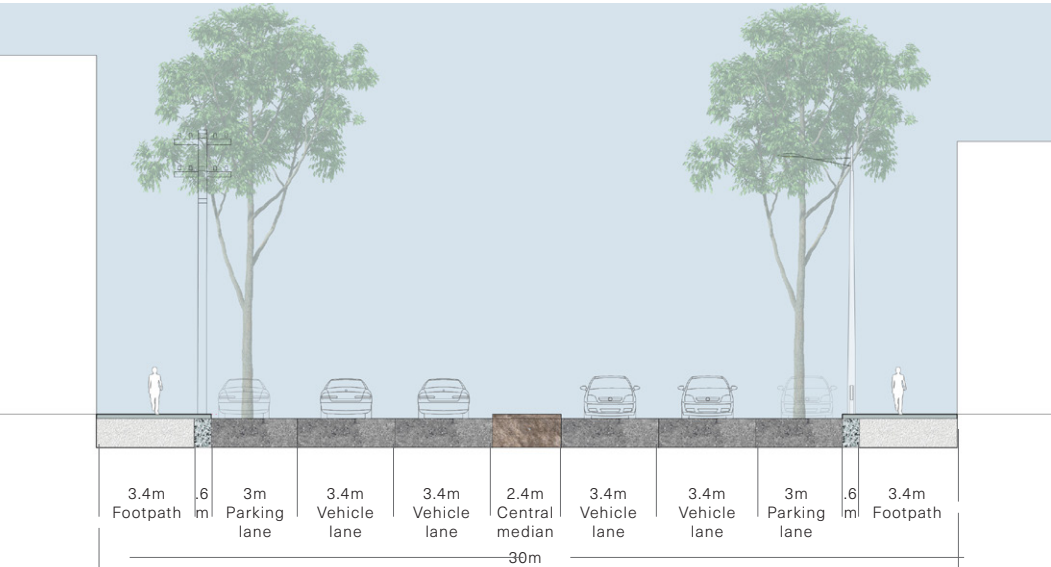 3.4m
Footpath
.6
m
3m
Parking
lane
3.4m
Vehicle
lane
3.4m
Vehicle
lane
2.4m
Central
median
3.4m
Vehicle
lane
3.4m
Vehicle
lane
3m
Parking
lane
.6
m
3.4m
Footpath
30m